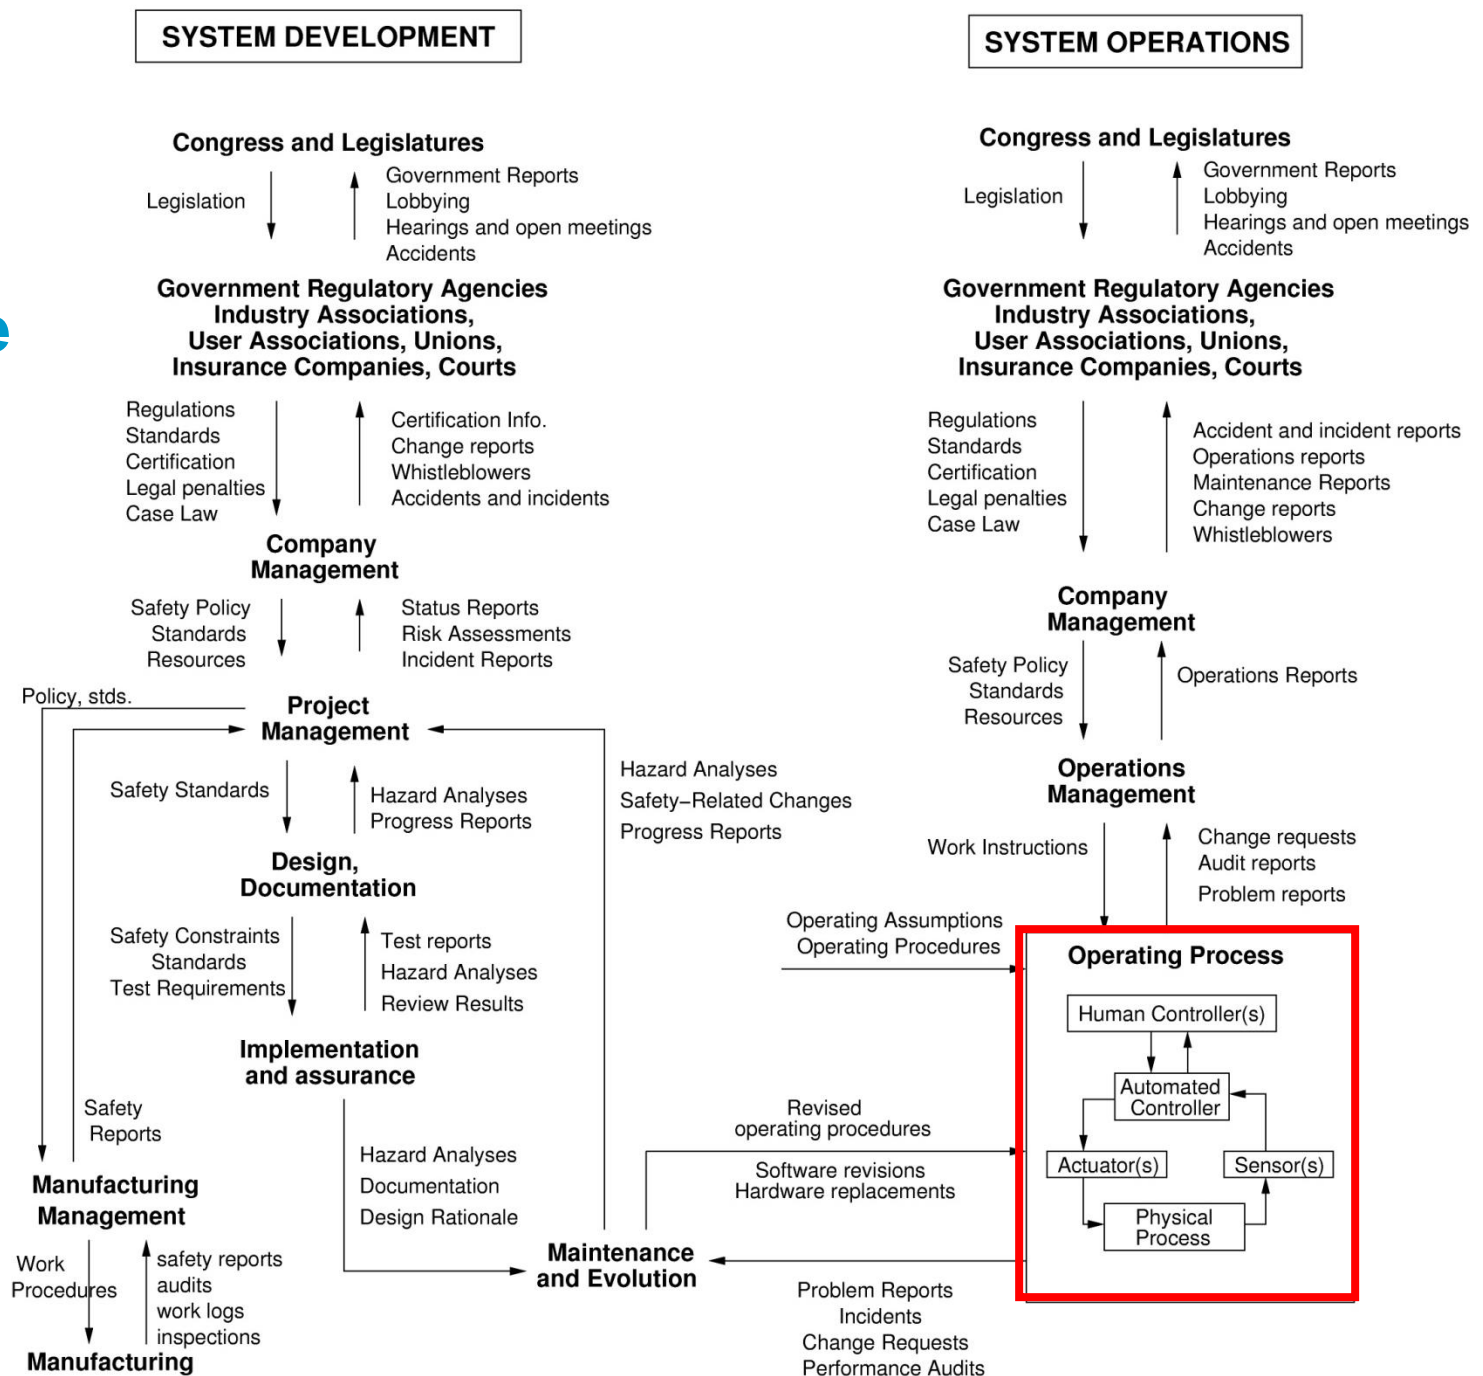 SYSTEM DEVELOPMENT
Congress and Legislatures
Legislation
Government Reports
Lobbying
Hearings and open meetings
Accidents
Government Regulatory Agencies
Industry Associations,
User Associations, Unions,
Insurance Companies, Courts
Regulations
Standards
Certification
Legal penalties
Case Law
Certification Info.
Change reports
Whistleblowers
Accidents and incidents
Company
Management
Safety Policy
Standards
Resources
Status Reports
Risk Assessments
Incident Reports
Policy, stds.
Project
Management
Safety Standards
Hazard Analyses
Progress Reports
Hazard Analyses
Safety−Related Changes
Progress Reports
Design,
Documentation
Safety Constraints
Standards
Test Requirements
Test reports
Hazard Analyses
Review Results
Implementation
and assurance
Safety
Reports
Hazard Analyses
Documentation
Design Rationale
Manufacturing
Management
Work
Procedures
safety reports
audits
work logs
inspections
Manufacturing
Maintenance
and Evolution
SYSTEM OPERATIONS
Congress and Legislatures
Legislation
Government Reports
Lobbying
Hearings and open meetings
Accidents
Government Regulatory Agencies
Industry Associations,
User Associations, Unions,
Insurance Companies, Courts
Regulations
Standards
Certification
Legal penalties
Case Law
Accident and incident reports
Operations reports
Maintenance Reports
Change reports
Whistleblowers
Company
Management
Safety Policy
Standards
Resources
Operations Reports
Operations
Management
Work Instructions
Change requests
Audit reports
Problem reports
Operating Assumptions
Operating Procedures
Operating Process
Human Controller(s)
Automated
Controller
Actuator(s)
Sensor(s)
Physical
Process
Revised
operating procedures
Software revisions
Hardware replacements
Problem Reports
Incidents
Change Requests
Performance Audits
e